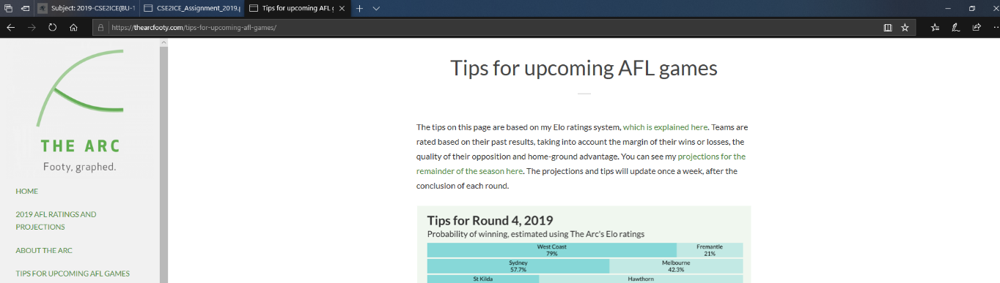 Subject: 2019-CSE2ICE(BU-1
CSE2ICE_Assignment_2019.p
Tips for upcoming AFL g
https://thearcfooty.com/tips-for-upcoming-afl-games/
THE ARC
Footy, graphed.
HOME
2019 AFL RATINGS AND
PROJECTIONS
ABOUT THE ARC
TIPS FOR UPCOMING AFL GAMES
Tips for upcoming AFL games
The tips on this page are based on my Elo ratings system, which is explained here. Teams are
rated based on their past results, taking into account the margin of their wins or losses, the
quality of their opposition and home-ground advantage. You can see my projections for the
remainder of the season here. The projections and tips will update once a week, after the
conclusion of each round.
Tips for Round 4, 2019
Probability of winning, estimated using The Arc's Elo ratings
West Coast Fremantle
79% 21%
Sydney Melbourne
57.7% 42.3%
St Kilda Hawthorn